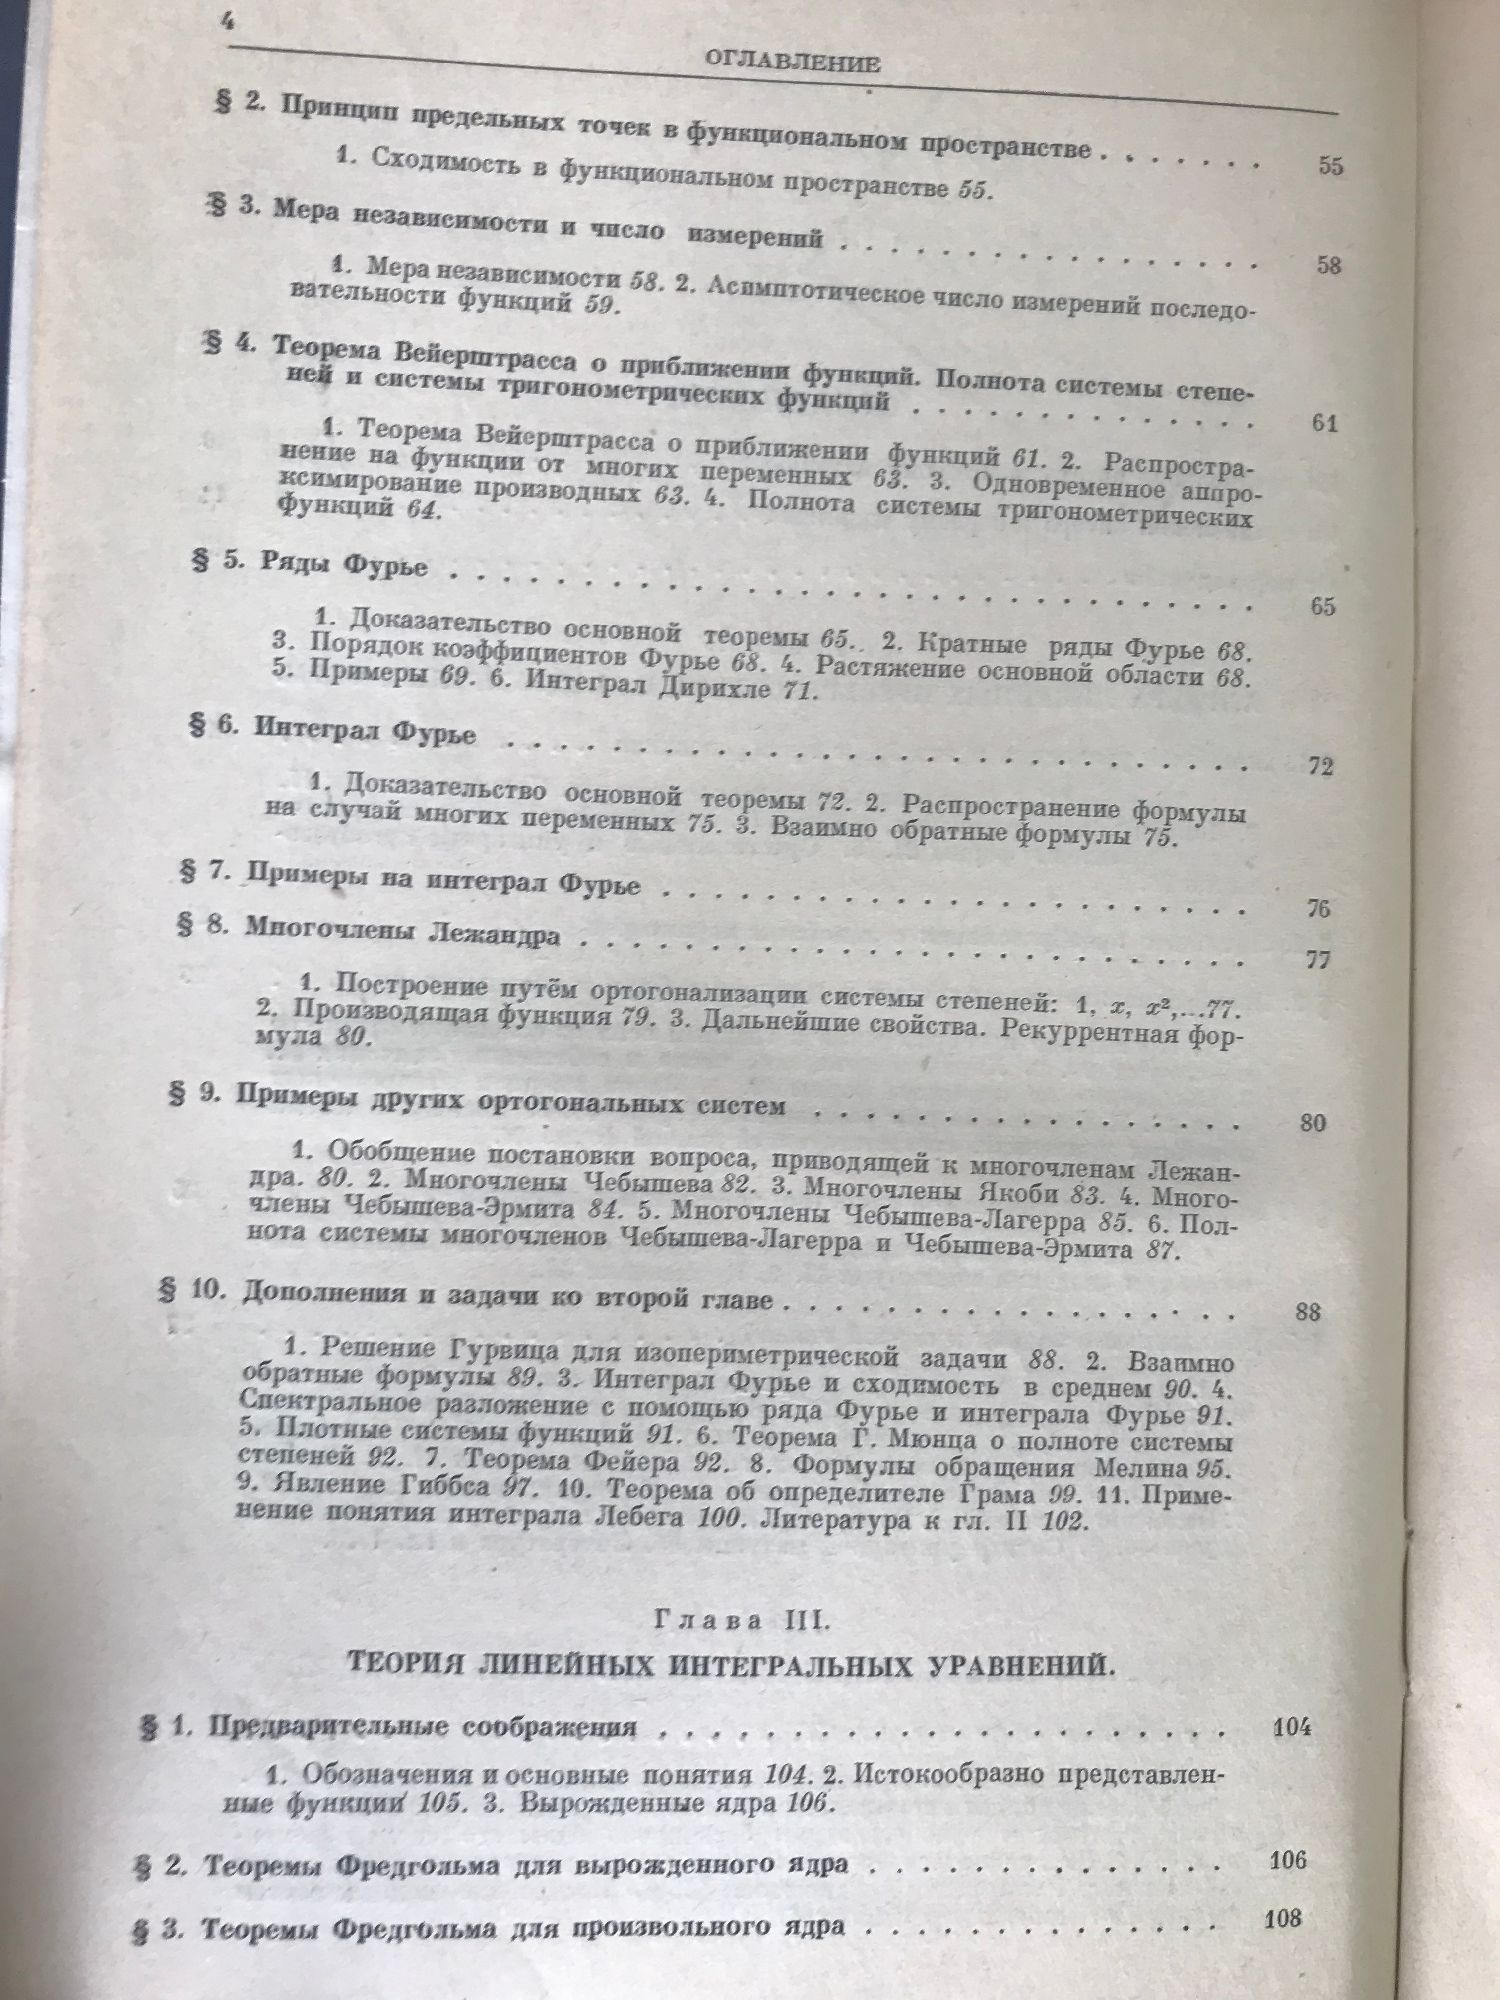 4
ОГЛАВЛЕНИЕ
§ 2. Принцип предельных точек в функциональном пространстве . . . . . . . 55
1. Сходимость в функциональном пространстве 55.
§ 3. Мера независимости и число измерений . . . . . . . . . . . . . . . . . 58
1. Мера независимости 58. 2. Асимптотическое число измерений последо-
вательности функций 59.
§ 4. Теорема Вейерштрасса о приближении функций. Полнота системы степе-
ней и системы тригонометрических функций . . . . . . . . . . . . . . 61
1. Теорема Вейерштрасса о приближении функций 61. 2. Распростра-
нение на функции от многих переменных 63. 3. Одновременное аппро-
ксимирование производных 63. 4. Полнота системы тригонометрических
функций 64.
§ 5. Ряды Фурье . . . . . . . . . . . . . . . . . . . . . . . . . . . . . . 65
1. Доказательство основной теоремы 65. 2. Кратные ряды Фурье 68.
3. Порядок коэффициентов Фурье 68. 4. Растяжение основной области 68.
5. Примеры 69. 6. Интеграл Дирихле 71.
§ 6. Интеграл Фурье . . . . . . . . . . . . . . . . . . . . . . . . . . . . 72
1. Доказательство основной теоремы 72. 2. Распространение формулы
на случай многих переменных 75. 3. Взаимно обратные формулы 75.
§ 7. Примеры на интеграл Фурье . . . . . . . . . . . . . . . . . . . . . . . 76
§ 8. Многочлены Лежандра . . . . . . . . . . . . . . . . . . . . . . . . . . 77
1. Построение путём ортогонализации системы степеней: 1, x, x²,...77.
2. Производящая функция 79. 3. Дальнейшие свойства. Рекуррентная фор-
мула 80.
§ 9. Примеры других ортогональных систем . . . . . . . . . . . . . . . . . 80
1. Обобщение постановки вопроса, приводящей к многочленам Лежан-
дра. 80. 2. Многочлены Чебышева 82. 3. Многочлены Якоби 83. 4. Много-
члены Чебышева-Эрмита 84. 5. Многочлены Чебышева-Лагерра 85. 6. Пол-
нота системы многочленов Чебышева-Лагерра и Чебышева-Эрмита 87.
§ 10. Дополнения и задачи ко второй главе . . . . . . . . . . . . . . . . . . 88
1. Решение Гурвица для изопериметрической задачи 88. 2. Взаимно
обратные формулы 89. 3. Интеграл Фурье и сходимость в среднем 90. 4.
Спектральное разложение с помощью ряда Фурье и интеграла Фурье 91.
5. Плотные системы функций 91. 6. Теорема Г. Мюнца о полноте системы
степеней 92. 7. Теорема Фейера 92. 8. Формулы обращения Мелина 95.
9. Явление Гиббса 97. 10. Теорема об определителе Грама 99. 11. Приме-
нение понятия интеграла Лебега 100. Литература к гл. II 102.
Глава III.
ТЕОРИЯ ЛИНЕЙНЫХ ИНТЕГРАЛЬНЫХ УРАВНЕНИЙ.
§ 1. Предварительные соображения . . . . . . . . . . . . . . . . . . . . . . 104
1. Обозначения и основные понятия 104. 2. Истокообразно представлен-
ные функции 105. 3. Вырожденные ядра 106.
§ 2. Теоремы Фредгольма для вырожденного ядра . . . . . . . . . . . . . . 106
§ 3. Теоремы Фредгольма для произвольного ядра . . . . . . . . . . . . . . 108